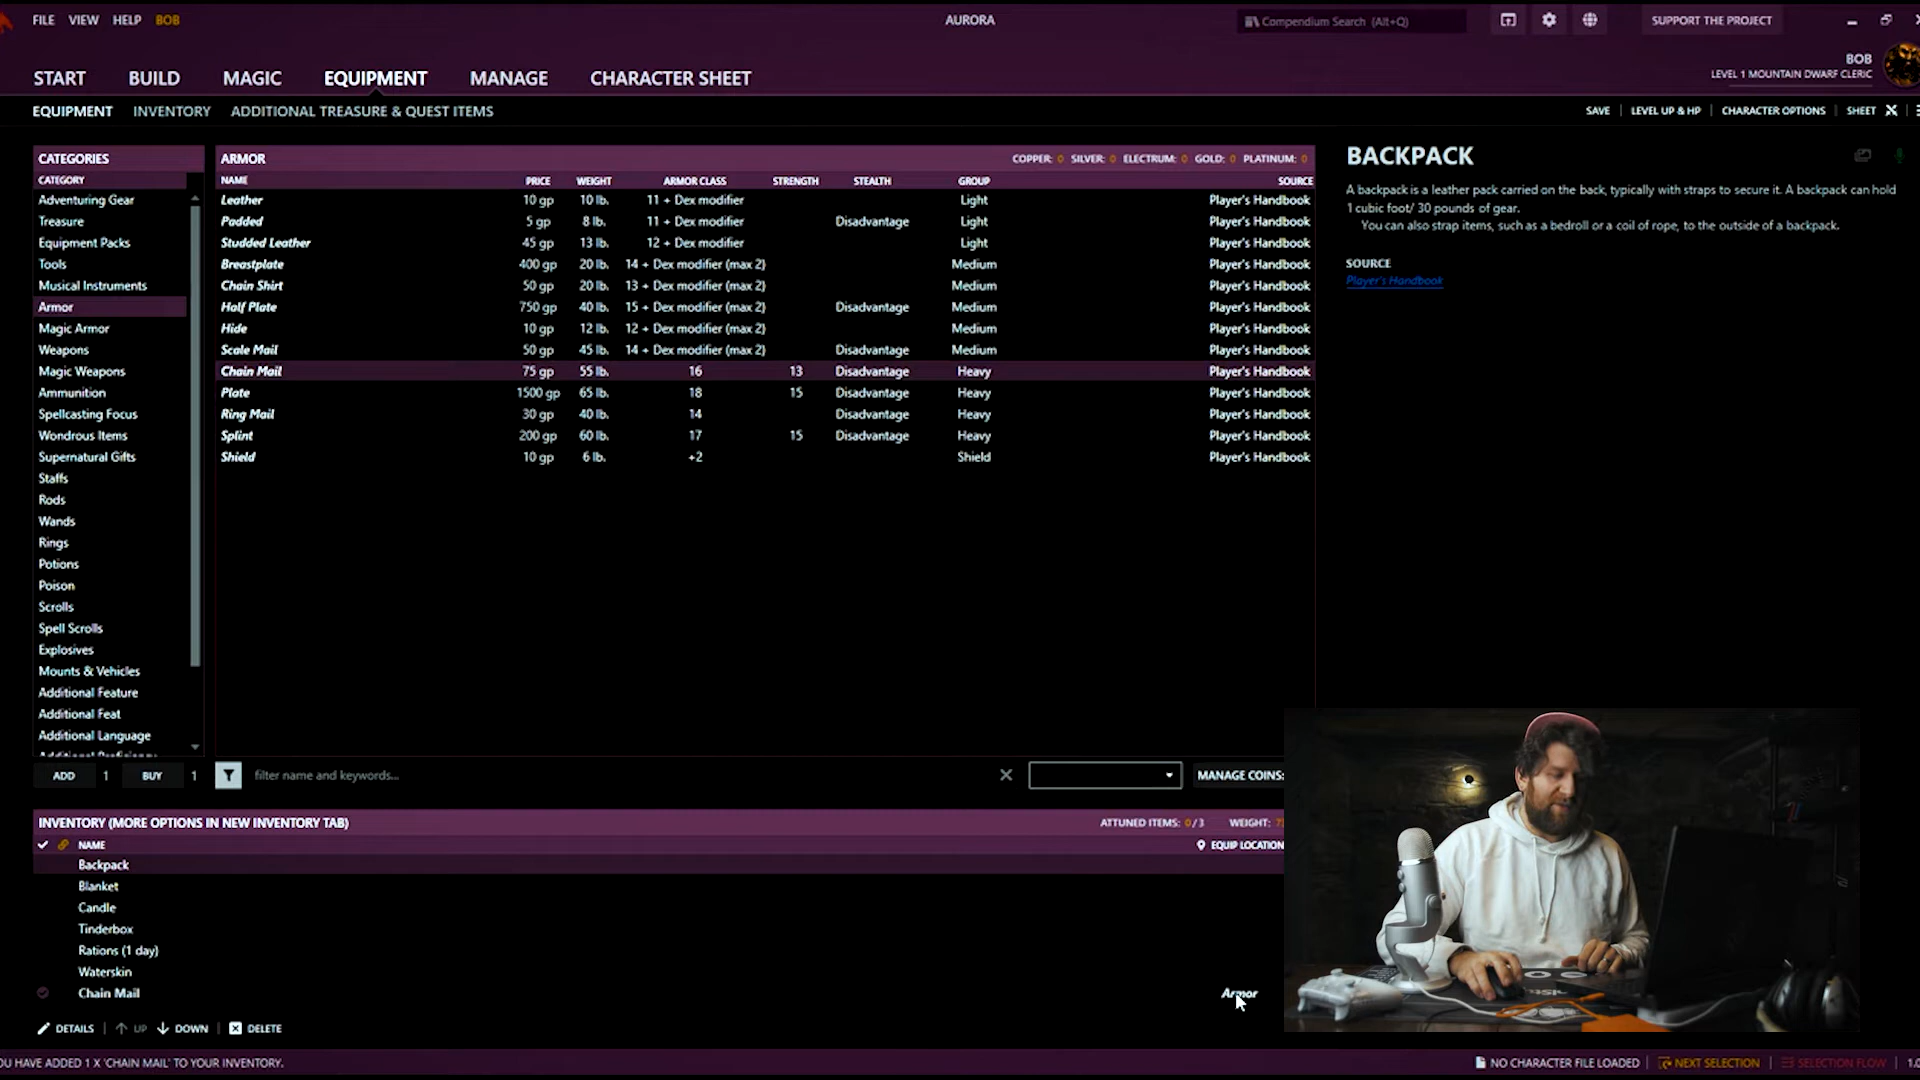 FILE VIEW HELP BOB
AURORA
Compendium Search (Alt+Q)
SUPPORT THE PROJECT
START BUILD MAGIC EQUIPMENT MANAGE CHARACTER SHEET
BOB
LEVEL 1 MOUNTAIN DWARF CLERIC
EQUIPMENT INVENTORY ADDITIONAL TREASURE & QUEST ITEMS
SAVE LEVEL UP & HP CHARACTER OPTIONS SHEET
CATEGORIES
CATEGORY
Adventuring Gear
Treasure
Equipment Packs
Tools
Musical Instruments
Armor
Magic Armor
Weapons
Magic Weapons
Ammunition
Spellcasting Focus
Wondrous Items
Supernatural Gifts
Staffs
Rods
Wands
Rings
Potions
Poison
Scrolls
Spell Scrolls
Explosives
Mounts & Vehicles
Additional Feature
Additional Feat
Additional Language
Additional Proficiency
ARMOR COPPER: 0 SILVER: 0 ELECTRUM: 0 GOLD: 0 PLATINUM: 0
NAME PRICE WEIGHT ARMOR CLASS STRENGTH STEALTH GROUP SOURCE
Leather 10 gp 10 lb. 11 + Dex modifier Light Player's Handbook
Padded 5 gp 8 lb. 11 + Dex modifier Disadvantage Light Player's Handbook
Studded Leather 45 gp 13 lb. 12 + Dex modifier Light Player's Handbook
Breastplate 400 gp 20 lb. 14 + Dex modifier (max 2) Medium Player's Handbook
Chain Shirt 50 gp 20 lb. 13 + Dex modifier (max 2) Medium Player's Handbook
Half Plate 750 gp 40 lb. 15 + Dex modifier (max 2) Disadvantage Medium Player's Handbook
Hide 10 gp 12 lb. 12 + Dex modifier (max 2) Medium Player's Handbook
Scale Mail 50 gp 45 lb. 14 + Dex modifier (max 2) Disadvantage Medium Player's Handbook
Chain Mail 75 gp 55 lb. 16 13 Disadvantage Heavy Player's Handbook
Plate 1500 gp 65 lb. 18 15 Disadvantage Heavy Player's Handbook
Ring Mail 30 gp 40 lb. 14 Disadvantage Heavy Player's Handbook
Splint 200 gp 60 lb. 17 15 Disadvantage Heavy Player's Handbook
Shield 10 gp 6 lb. +2 Shield Player's Handbook
BACKPACK
A backpack is a leather pack carried on the back, typically with straps to secure it. A backpack can hold
1 cubic foot/ 30 pounds of gear.
You can also strap items, such as a bedroll or a coil of rope, to the outside of a backpack.
SOURCE
Player's Handbook
ADD 1 BUY 1 filter name and keywords... MANAGE COINS:
INVENTORY (MORE OPTIONS IN NEW INVENTORY TAB) ATTUNED ITEMS: 0/3 WEIGHT:
NAME EQUIP LOCATION
Backpack
Blanket
Candle
Tinderbox
Rations (1 day)
Waterskin
Chain Mail Armor
DETAILS UP DOWN DELETE
OU HAVE ADDED 1 X 'CHAIN MAIL' TO YOUR INVENTORY.
NO CHARACTER FILE LOADED NEXT SELECTION SELECTION FLOW 1.0